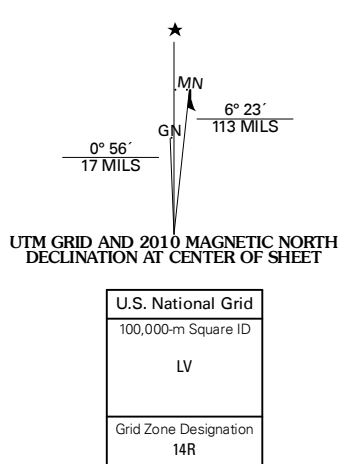 MN
6° 23´
113 MILS
GN
0° 56´
17 MILS
UTM GRID AND 2010 MAGNETIC NORTH
DECLINATION AT CENTER OF SHEET
U.S. National Grid
100,000-m Square ID
LV
Grid Zone Designation
14R